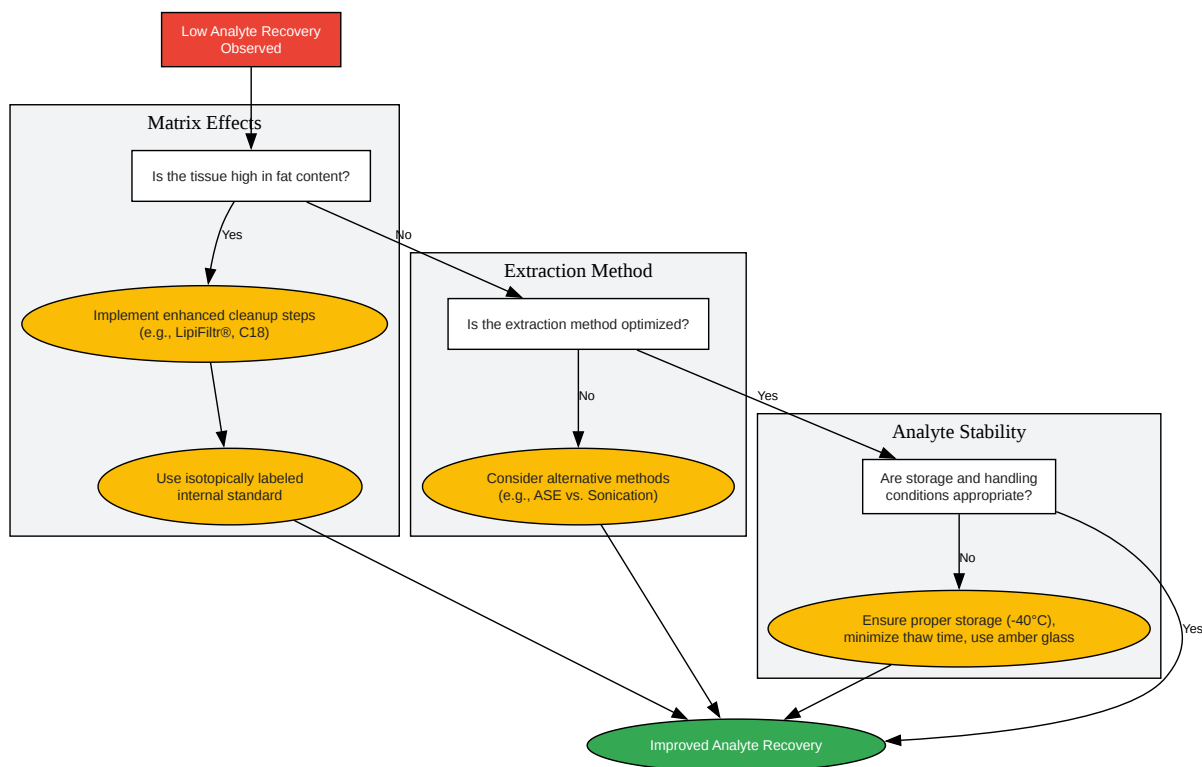 Low Analyte Recovery
Observed
Matrix Effects
Is the tissue high in fat content?
Yes
No
Implement enhanced cleanup steps
(e.g., LipiFiltr®, C18)
Use isotopically labeled
internal standard
Extraction Method
Is the extraction method optimized?
No
Yes
Consider alternative methods
(e.g., ASE vs. Sonication)
Analyte Stability
Are storage and handling
conditions appropriate?
No
Yes
Ensure proper storage (-40°C),
minimize thaw time, use amber glass
Improved Analyte Recovery